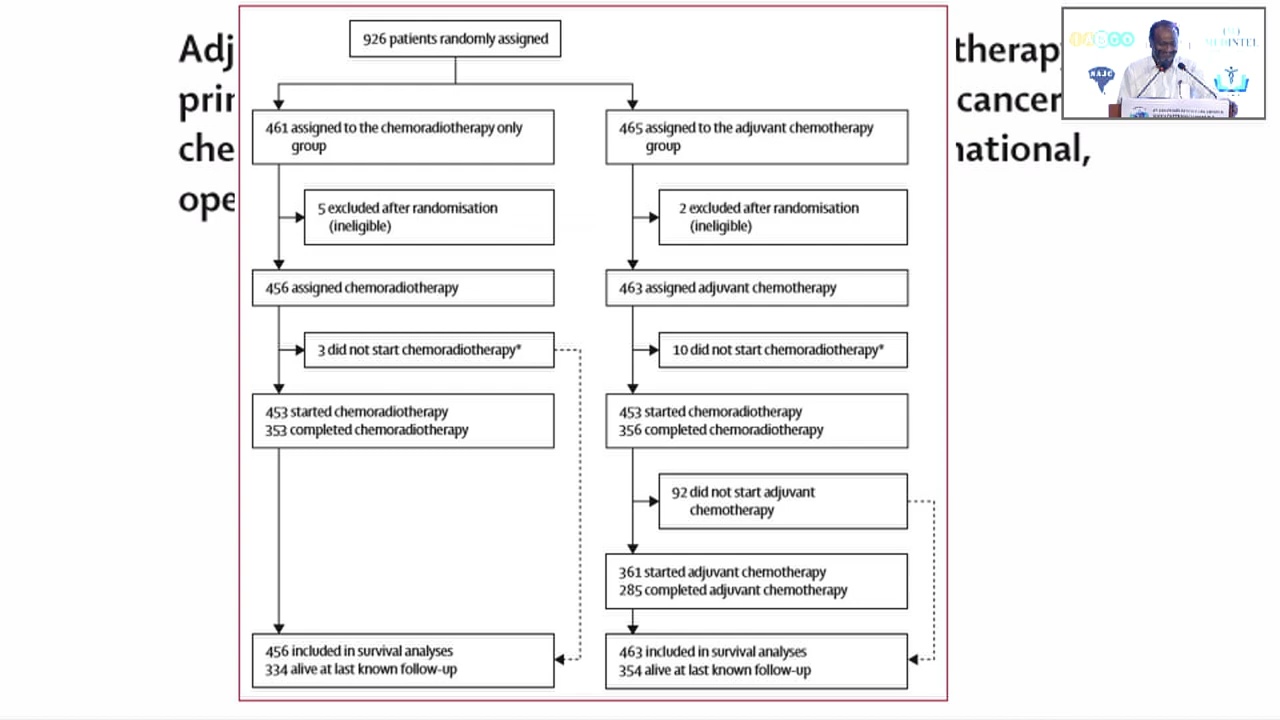 926 patients randomly assigned
461 assigned to the chemoradiotherapy only
group
465 assigned to the adjuvant chemotherapy
group
5 excluded after randomisation
(ineligible)
2 excluded after randomisation
(ineligible)
456 assigned chemoradiotherapy
463 assigned adjuvant chemotherapy
3 did not start chemoradiotherapy*
10 did not start chemoradiotherapy*
453 started chemoradiotherapy
353 completed chemoradiotherapy
453 started chemoradiotherapy
356 completed chemoradiotherapy
92 did not start adjuvant
chemotherapy
361 started adjuvant chemotherapy
285 completed adjuvant chemotherapy
456 included in survival analyses
334 alive at last known follow-up
463 included in survival analyses
354 alive at last known follow-up
Adj therap
prin cancer
che national,
ope
NAJC
MEDINTEL